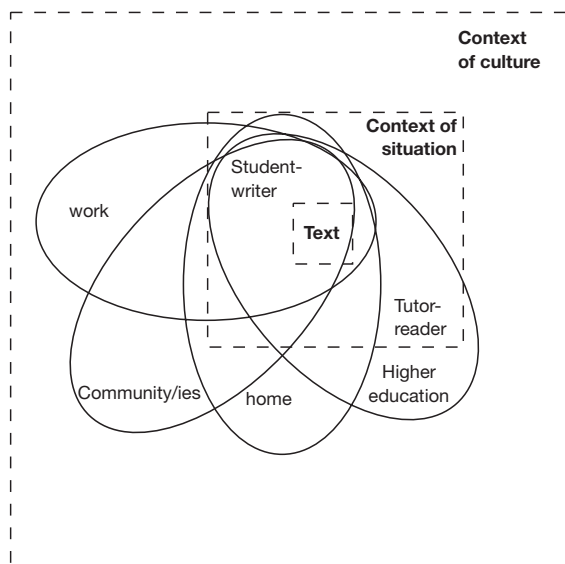 Context
of culture
Context of
situation
Student-
writer
work
Text
Tutor-
reader
Higher
education
Community/ies
home